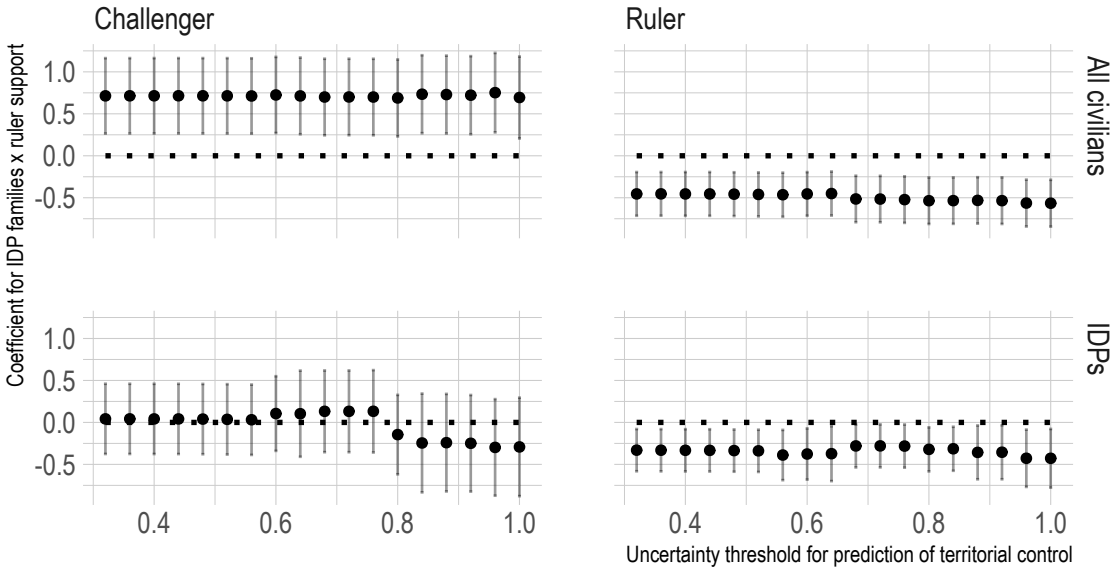 Challenger
Ruler
Coefficient for IDP families x ruler support
1.0
0.5
0.0
-0.5
All civilians
1.0
0.5
0.0
-0.5
IDPs
0.4 0.6 0.8 1.0
0.4 0.6 0.8 1.0
Uncertainty threshold for prediction of territorial control